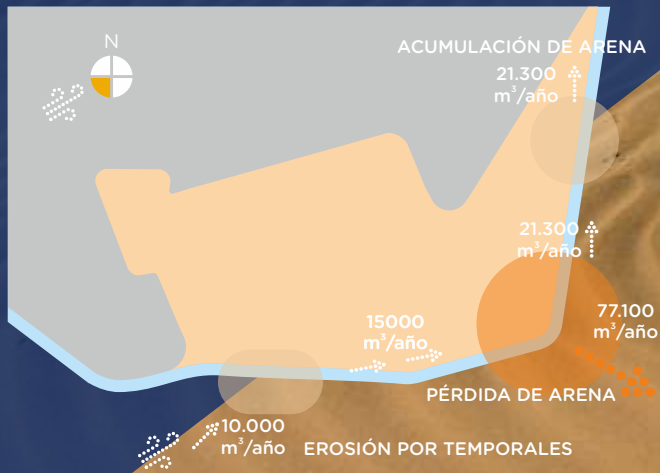 N
ACUMULACIÓN DE ARENA
21.300
m³/año
21.300
m³/año
77.100
m³/año
15000
m³/año
PÉRDIDA DE ARENA
10.000
m³/año
EROSIÓN POR TEMPORALES